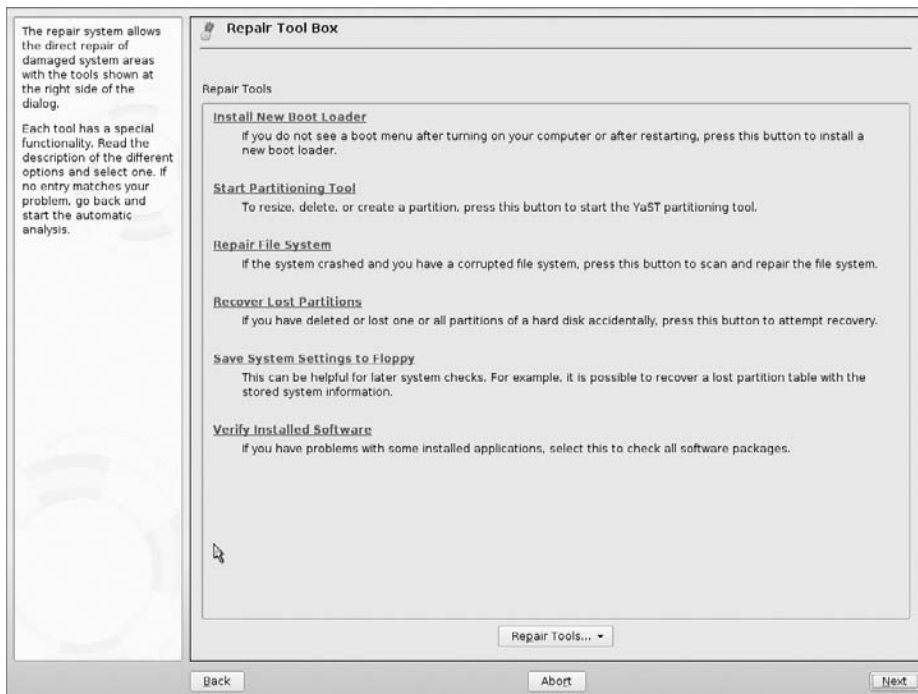 The repair system allows
the direct repair of
damaged system areas
with the tools shown at
the right side of the
dialog.
Each tool has a special
functionality. Read the
description of the different
options and select one. If
no entry matches your
problem, go back and
start the automatic
analysis.
Repair Tool Box
Repair Tools
Install New Boot Loader
If you do not see a boot menu after turning on your computer or after restarting, press this button to install a
new boot loader.
Start Partitioning Tool
To resize, delete, or create a partition, press this button to start the YaST partitioning tool.
Repair File System
If the system crashed and you have a corrupted file system, press this button to scan and repair the file system.
Recover Lost Partitions
If you have deleted or lost one or all partitions of a hard disk accidentally, press this button to attempt recovery.
Save System Settings to Floppy
This can be helpful for later system checks. For example, it is possible to recover a lost partition table with the
stored system information.
Verify Installed Software
If you have problems with some installed applications, select this to check all software packages.
Repair Tools...
Back
Abort
Next